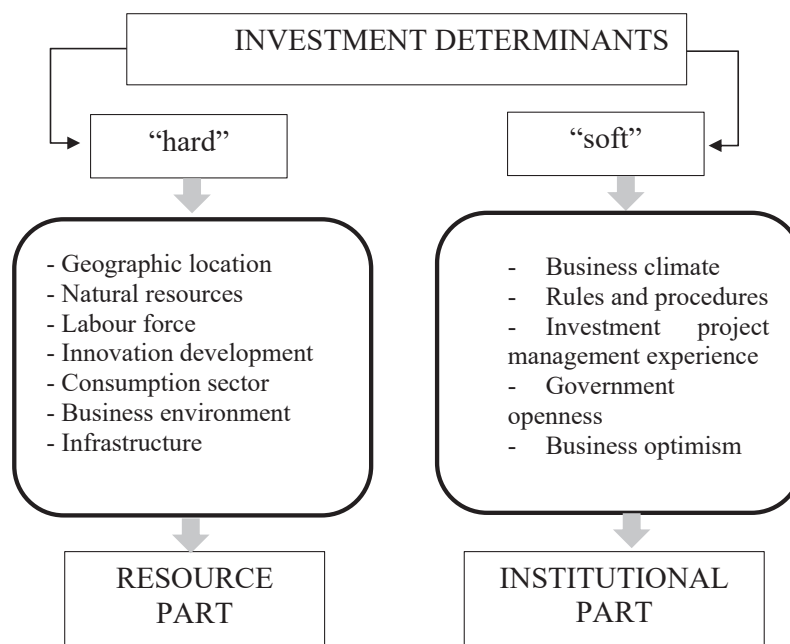 INVESTMENT DETERMINANTS
“hard”
“soft”
- Geographic location
- Natural resources
- Labour force
- Innovation development
- Consumption sector
- Business environment
- Infrastructure
- Business climate
- Rules and procedures
- Investment project
management experience
- Government
openness
- Business optimism
RESOURCE
PART
INSTITUTIONAL
PART